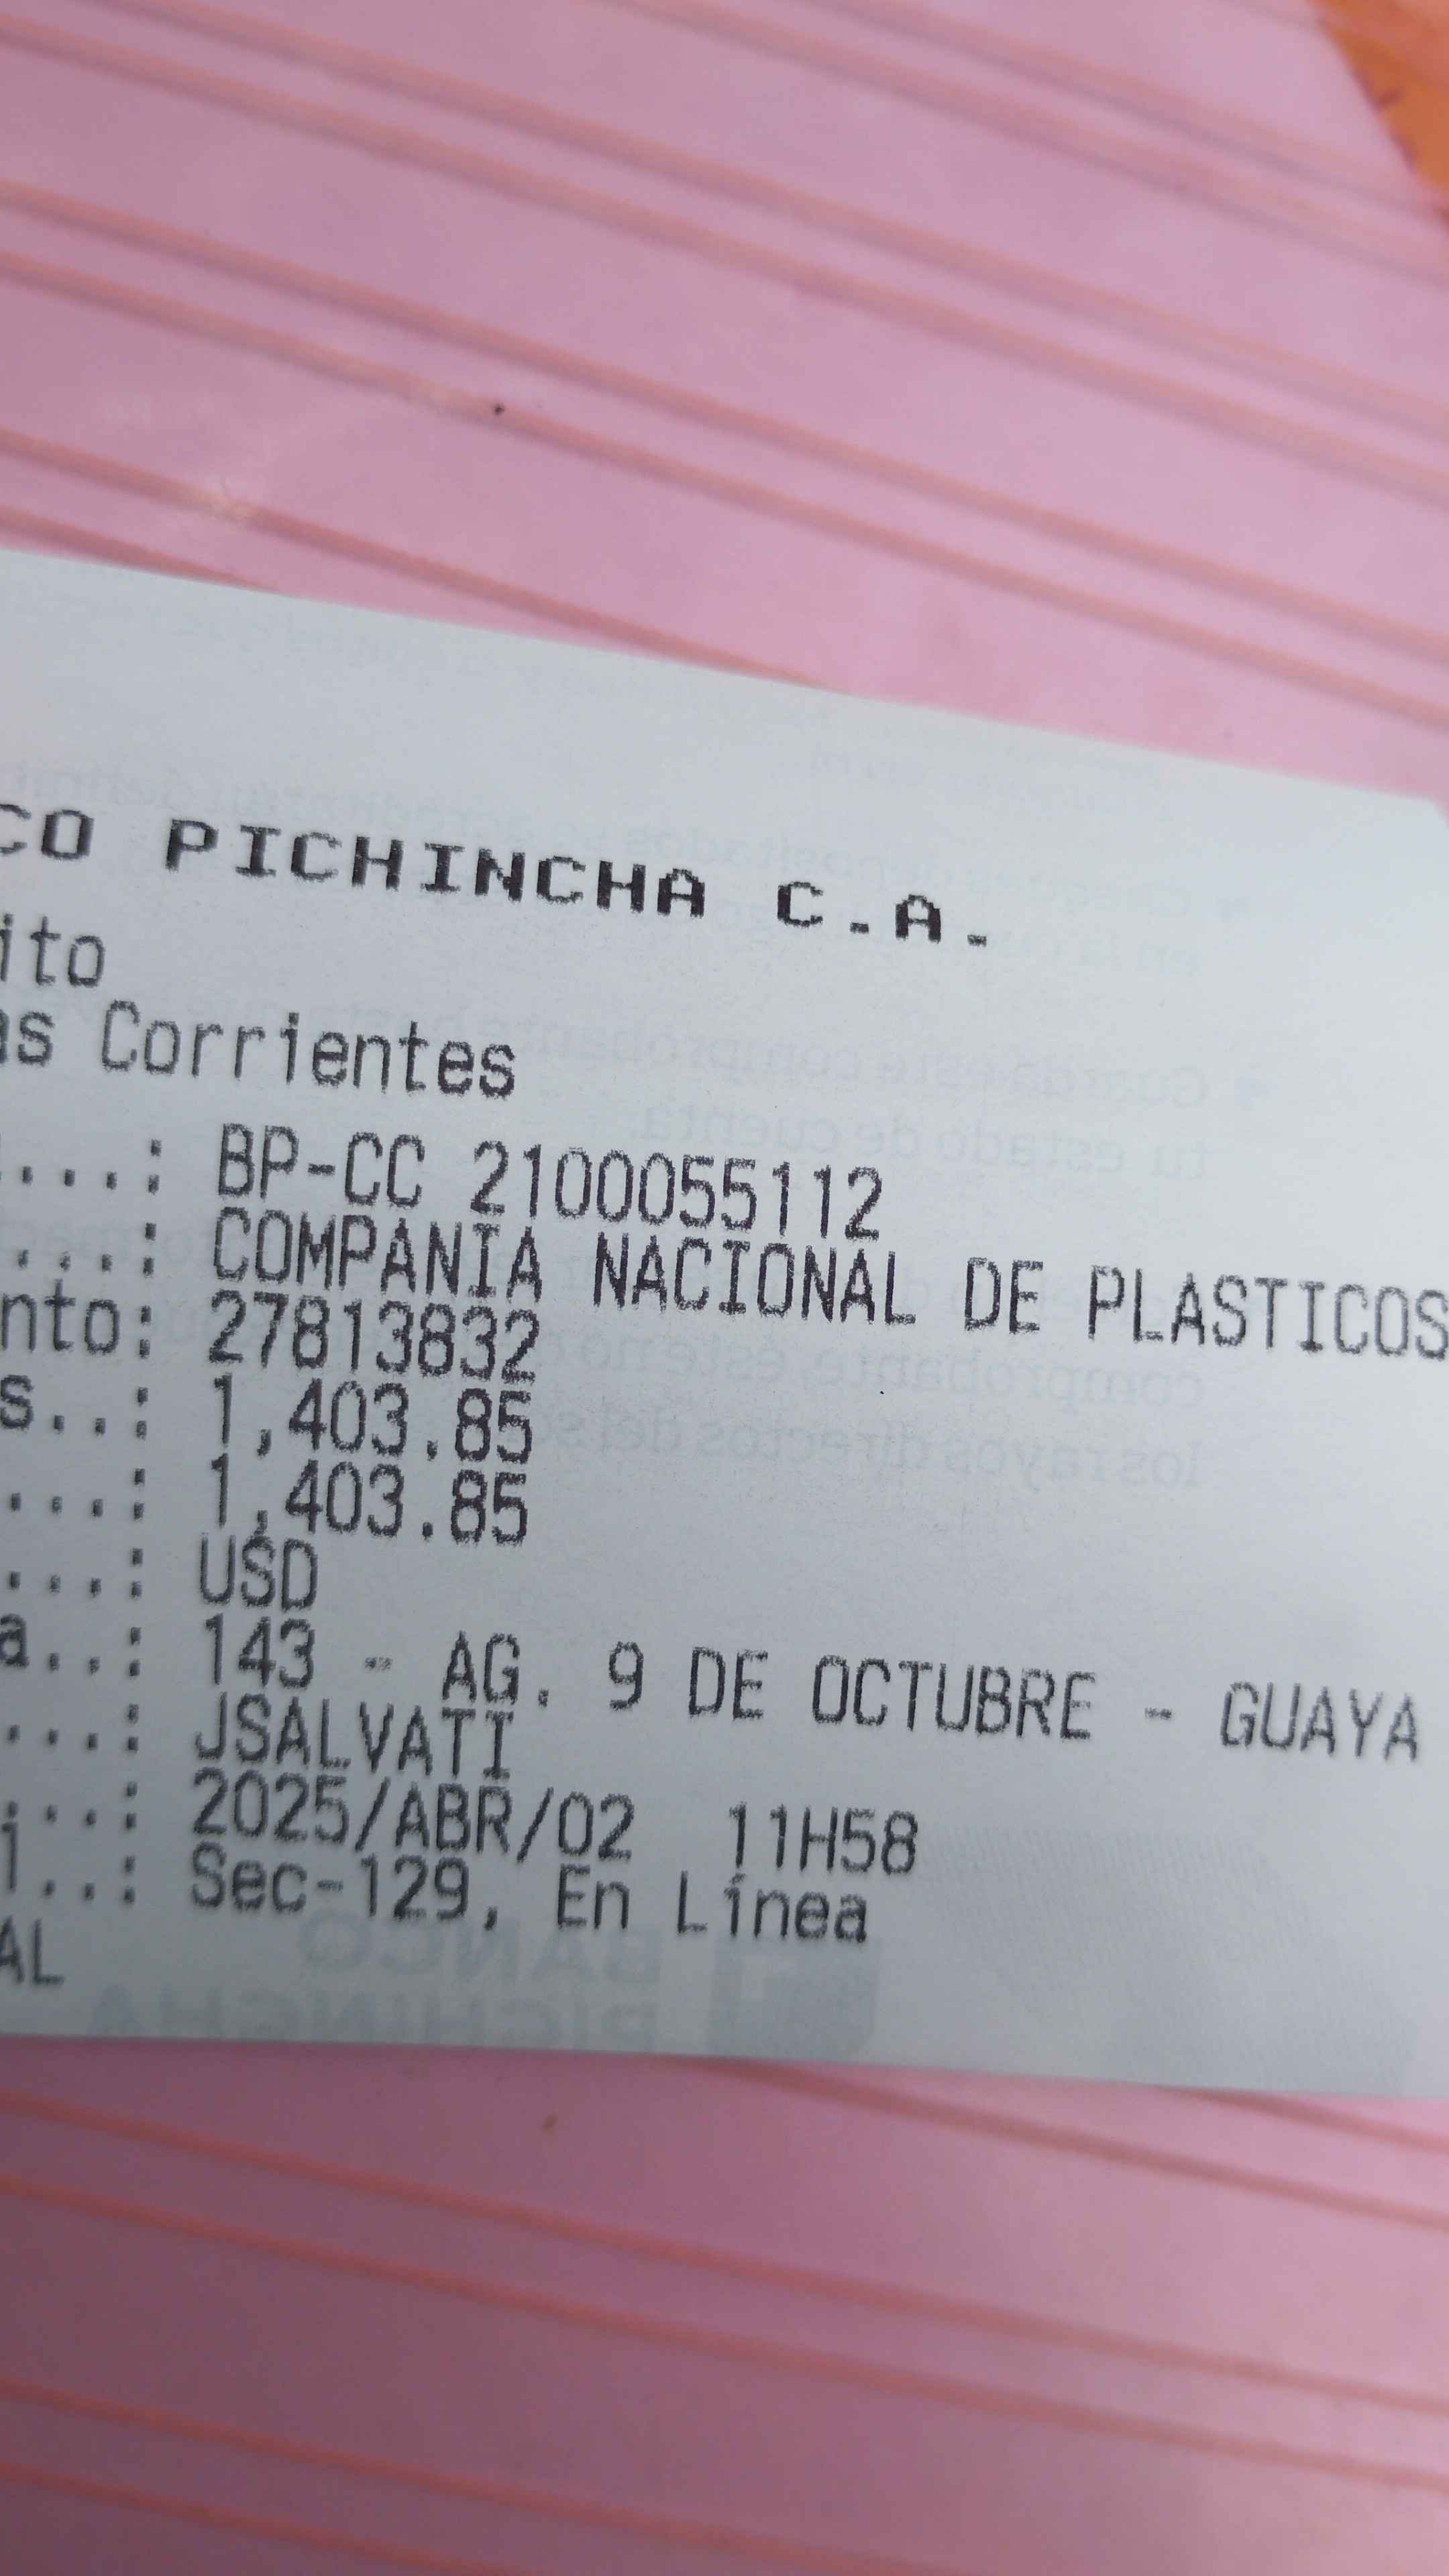 CO PICHINCHA C.A.
ito
as Corrientes
....: BP-CC 2100055112
....: COMPANIA NACIONAL DE PLASTICOS
nto: 27813832
s..: 1,403.85
....: 1,403.85
....: USD
a..: 143 - AG. 9 DE OCTUBRE - GUAYA
....: JSALVATI
....: 2025/ABR/02 11H58
i..: Sec-129, En Línea
AL